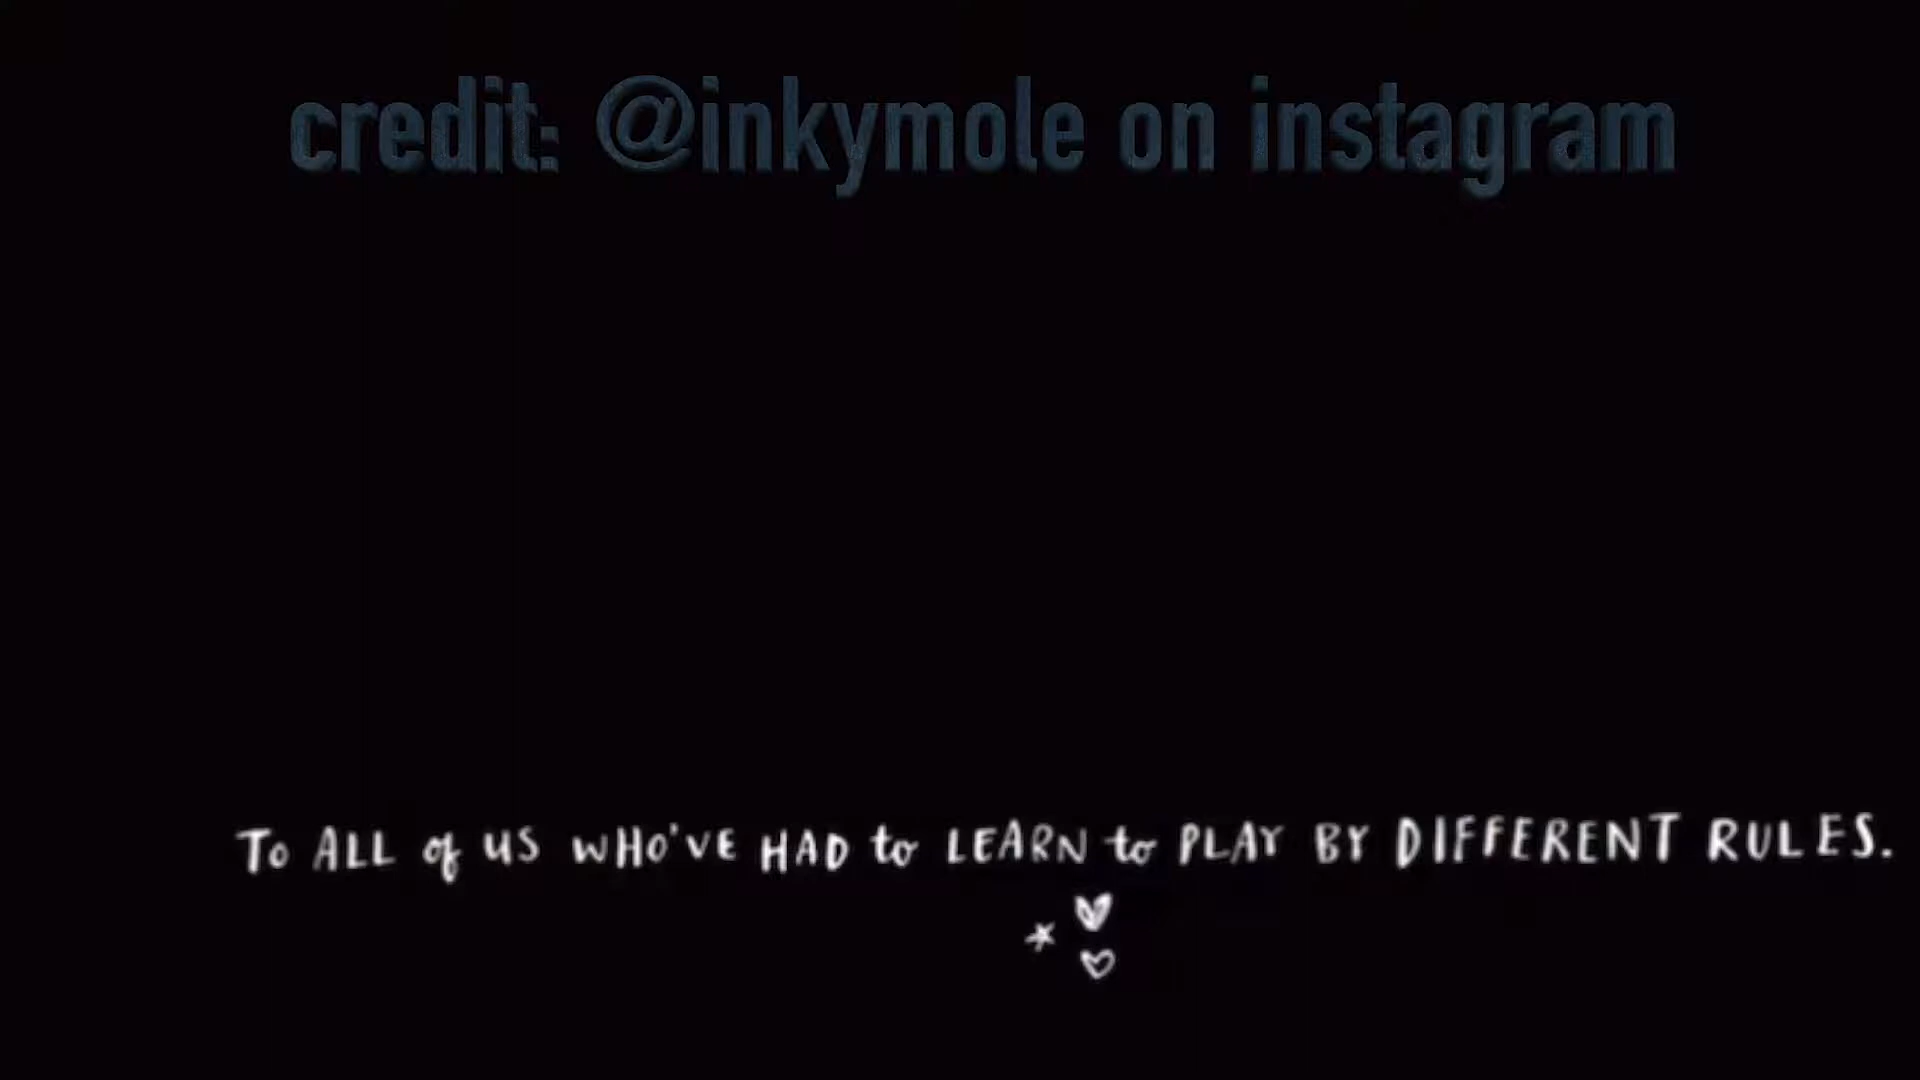 credit: @inkymole on instagram
To ALL of US WHO'VE HAD to LEARN to PLAY BY DIFFERENT RULES.